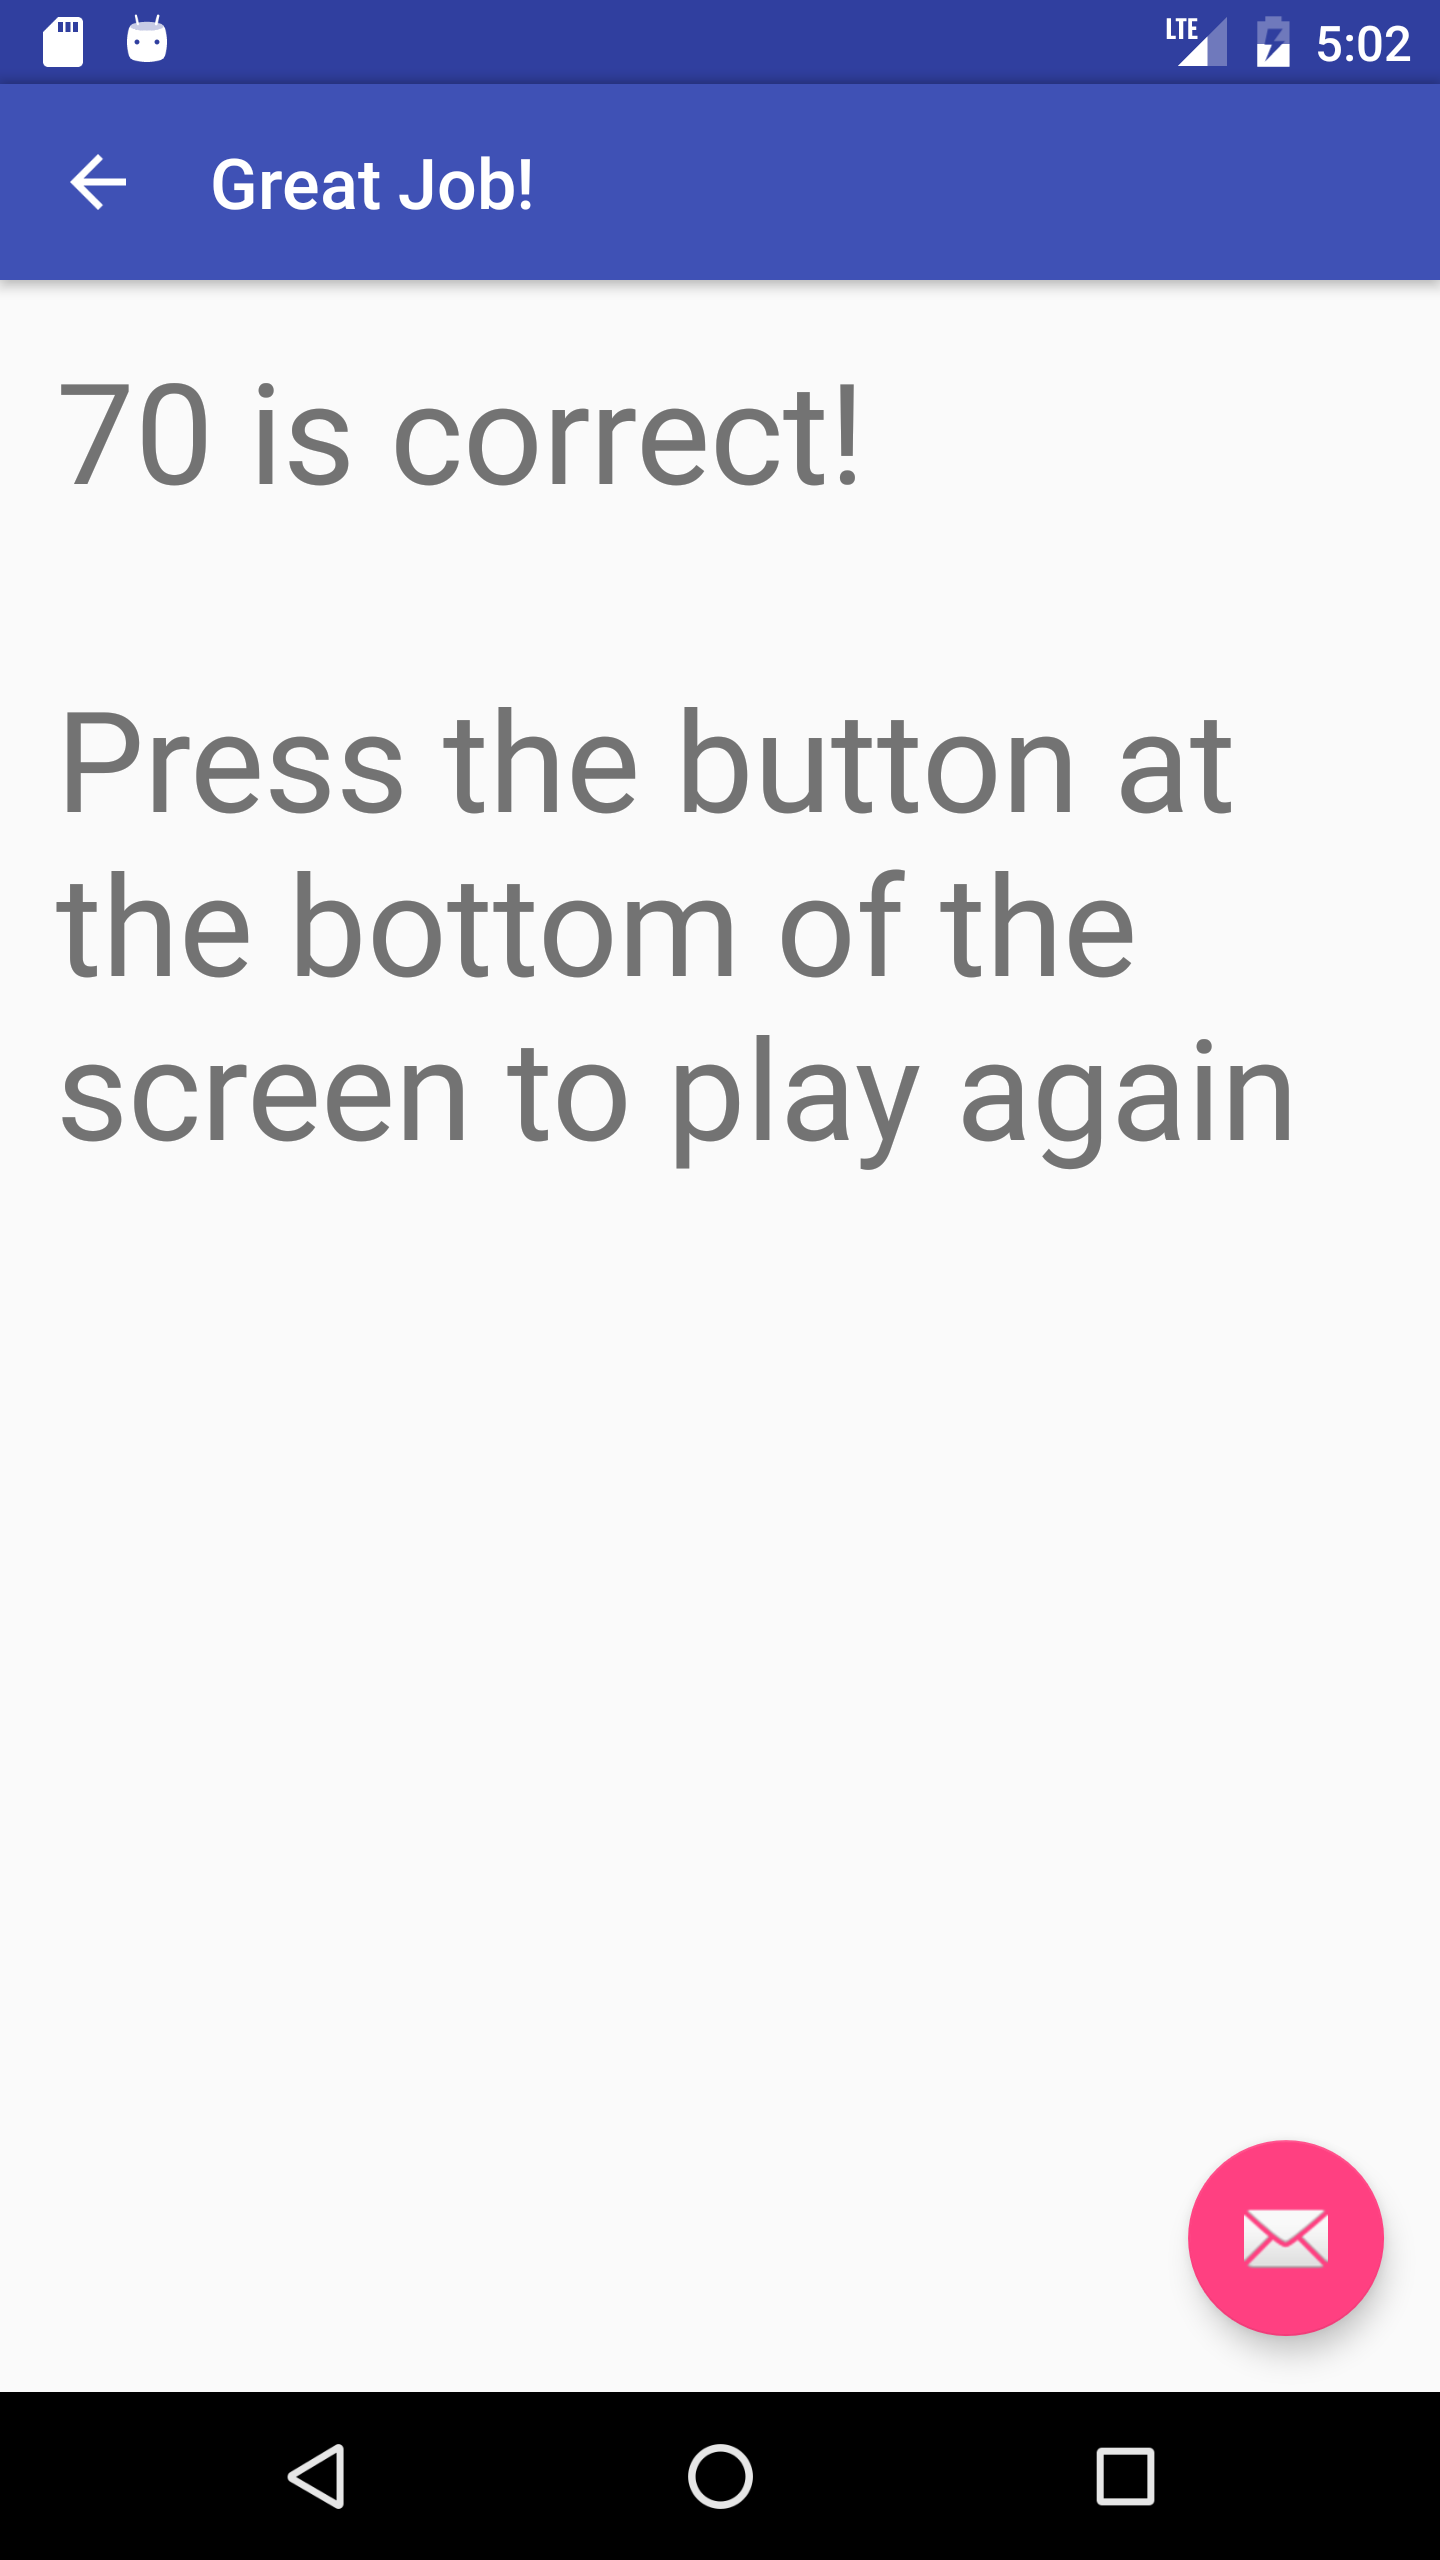 LTE 5:02
Great Job!
70 is correct!
Press the button at
the bottom of the
screen to play again